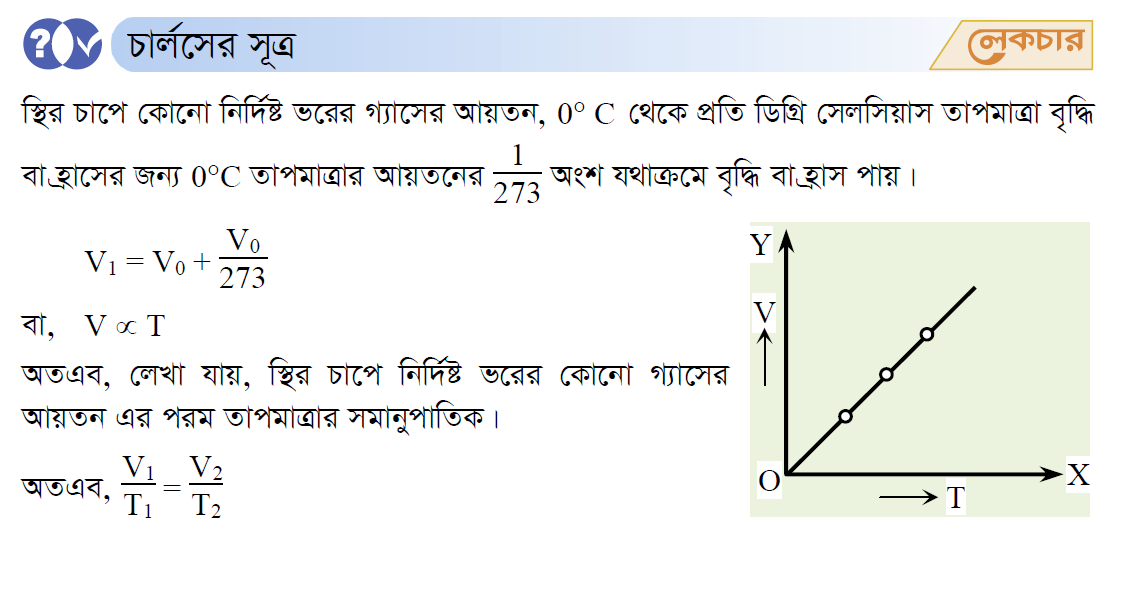 ? চার্লসের সূত্র লেকচার
স্থির চাপে কোনো নির্দিষ্ট ভরের গ্যাসের আয়তন, 0° C থেকে প্রতি ডিগ্রি সেলসিয়াস তাপমাত্রা বৃদ্ধি
বা হ্রাসের জন্য 0°C তাপমাত্রার আয়তনের 1/273 অংশ যথাক্রমে বৃদ্ধি বা হ্রাস পায়।
V₁ = V₀ + V₀/273
বা, V ∝ T
অতএব, লেখা যায়, স্থির চাপে নির্দিষ্ট ভরের কোনো গ্যাসের
আয়তন এর পরম তাপমাত্রার সমানুপাতিক।
অতএব, V₁/T₁ = V₂/T₂
Y
V
O
X
T